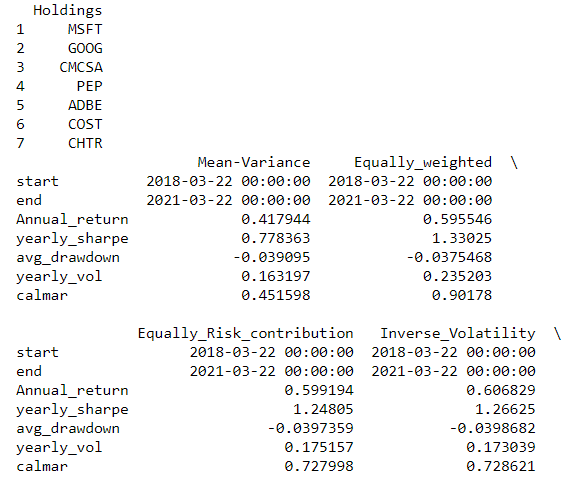 Holdings
1 MSFT
2 GOOG
3 CMCSA
4 PEP
5 ADBE
6 COST
7 CHTR
Mean-Variance Equally_weighted \
start 2018-03-22 00:00:00 2018-03-22 00:00:00
end 2021-03-22 00:00:00 2021-03-22 00:00:00
Annual_return 0.417944 0.595546
yearly_sharpe 0.778363 1.33025
avg_drowdown -0.039095 -0.0375468
yearly_vol 0.163197 0.235203
calmar 0.451598 0.90178
Equally_Risk_contribution Inverse_Volatility \
start 2018-03-22 00:00:00 2018-03-22 00:00:00
end 2021-03-22 00:00:00 2021-03-22 00:00:00
Annual_return 0.599194 0.606829
yearly_sharpe 1.24805 1.26625
avg_drowdown -0.0397359 -0.0398682
yearly_vol 0.175157 0.173039
calmar 0.727998 0.728621